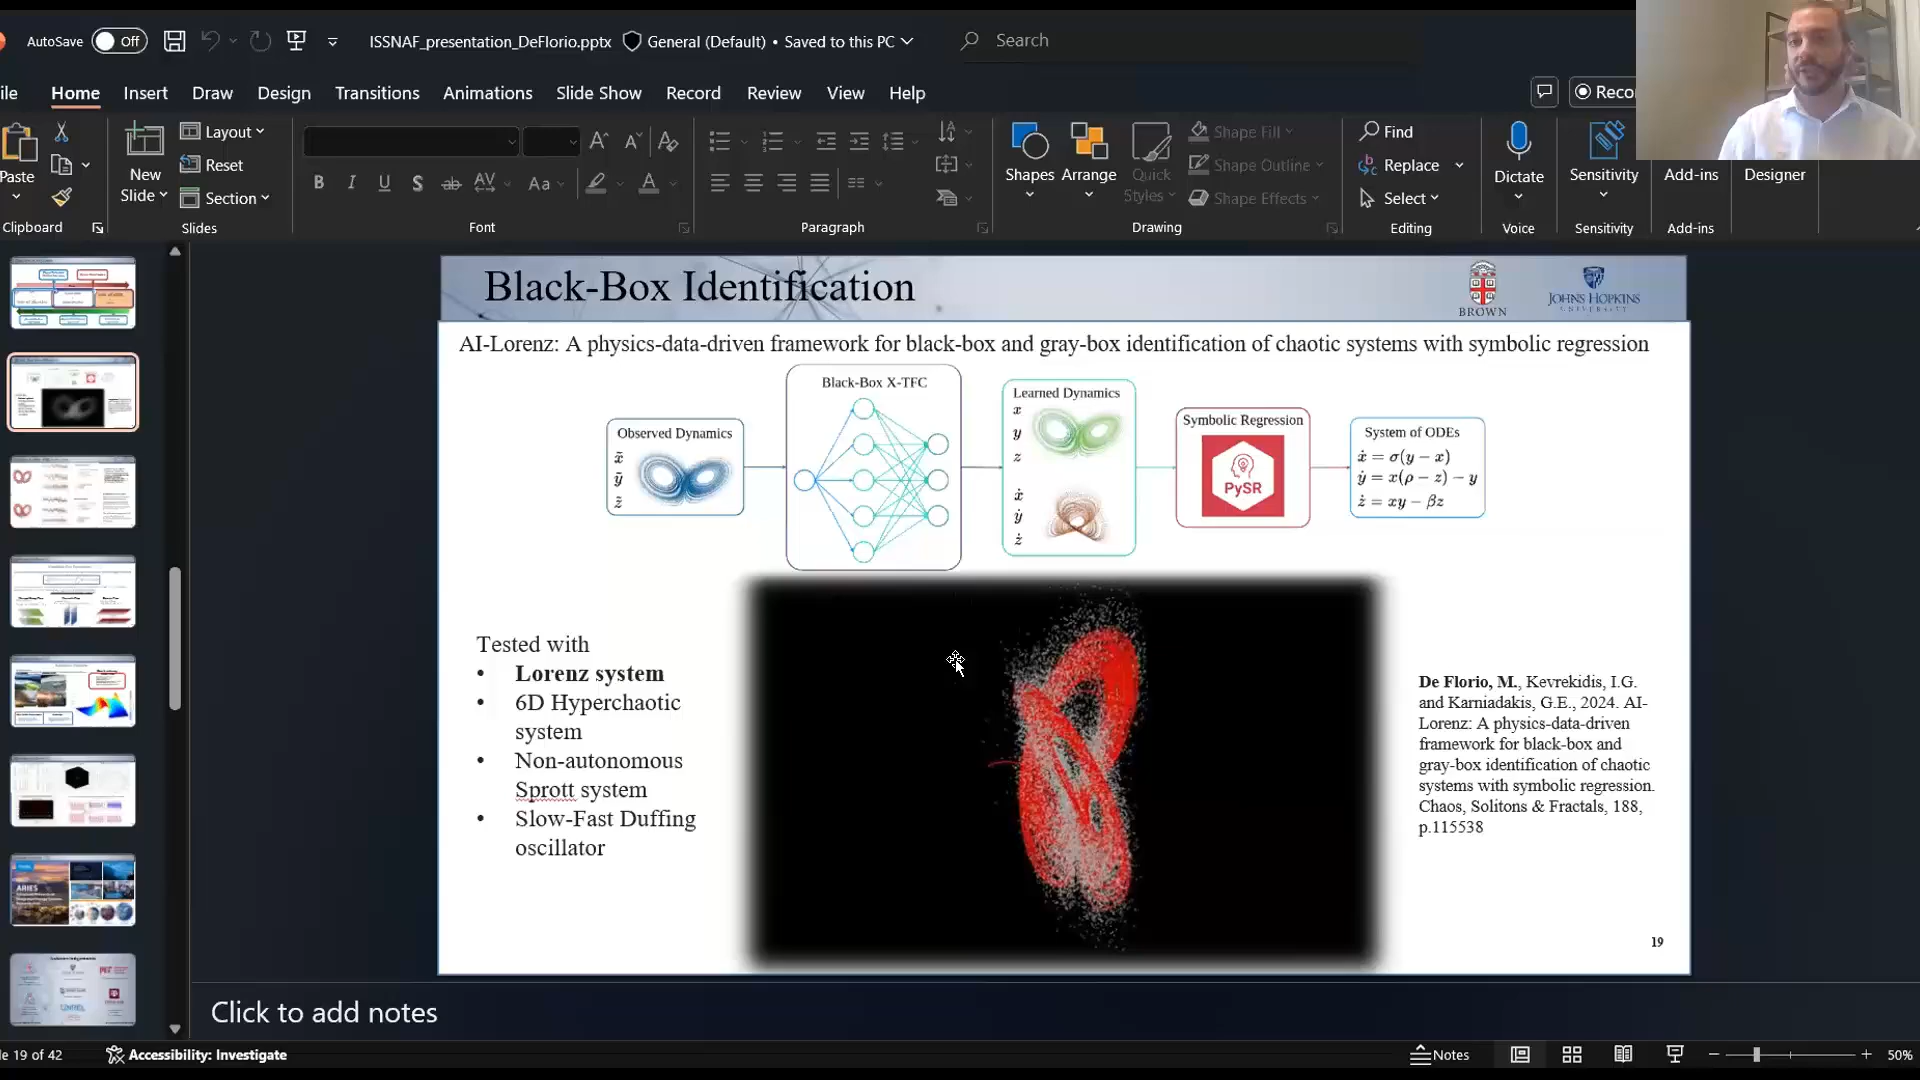 AutoSave Off ISSNAF_presentation_DeFlorio.pptx General (Default) • Saved to this PC Search
ile Home Insert Draw Design Transitions Animations Slide Show Record Review View Help Reco
Paste
Clipboard
New
Slide
Layout
Reset
Section
Slides
B I U S ab AV Aa A
Font
Paragraph
Shapes Arrange Quick
Styles
Shape Fill
Shape Outline
Shape Effects
Drawing
Find
Replace
Select
Editing
Dictate
Voice
Sensitivity
Sensitivity
Add-ins
Add-ins
Designer
Black-Box Identification
BROWN
JOHNS HOPKINS
UNIVERSITY
AI-Lorenz: A physics-data-driven framework for black-box and gray-box identification of chaotic systems with symbolic regression
Observed Dynamics
x̃
ỹ
z̃
Black-Box X-TFC
Learned Dynamics
x
y
z
ẋ
ẏ
ż
Symbolic Regression
PySR
System of ODEs
ẋ = σ(y − x)
ẏ = x(ρ − z) − y
ż = xy − βz
Tested with
• Lorenz system
• 6D Hyperchaotic
system
• Non-autonomous
Sprott system
• Slow-Fast Duffing
oscillator
De Florio, M., Kevrekidis, I.G.
and Karniadakis, G.E., 2024. AI-
Lorenz: A physics-data-driven
framework for black-box and
gray-box identification of chaotic
systems with symbolic regression.
Chaos, Solitons & Fractals, 188,
p.115538
19
ARIES
Click to add notes
le 19 of 42 Accessibility: Investigate Notes 50%